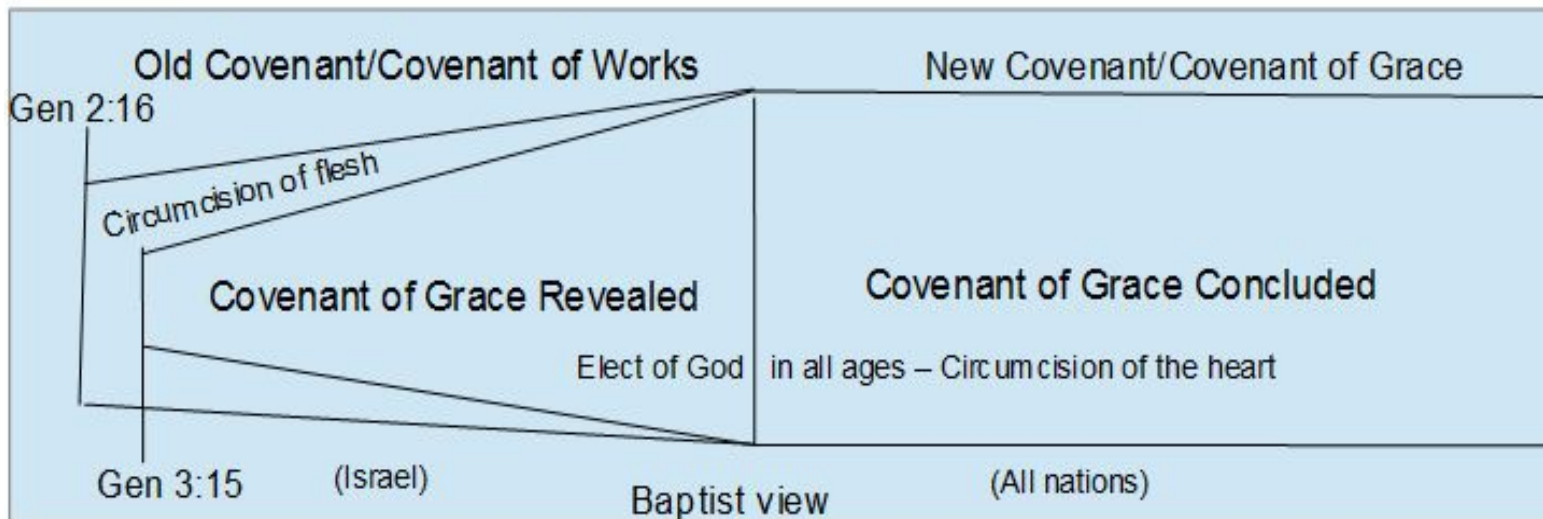 Old Covenant/Covenant of Works
New Covenant/Covenant of Grace
Gen 2:16
Circumcision of flesh
Covenant of Grace Revealed
Covenant of Grace Concluded
Elect of God in all ages – Circumcision of the heart
Gen 3:15
(Israel)
(All nations)
Baptist view